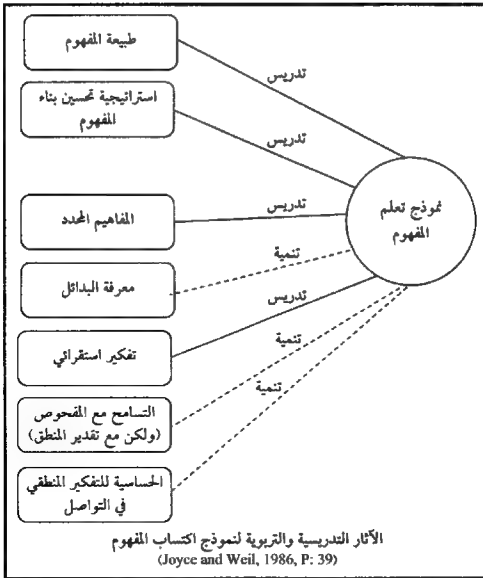 طبيعة المفهوم
تدريس
استراتيجية تحسين بناء
المفهوم
تدريس
نموذج تعلم
المفهوم
المفاهيم المحدد
تدريس
معرفة البدائل
تنمية
تفكير استقرائي
تدريس
التسامح مع المفحوص
(ولكن مع تقدير المنطق)
تنمية
الحساسية للتفكير المنطقي
في التواصل
تنمية
الآثار التدريسية والتربوية لنموذج اكتساب المفهوم
(Joyce and Weil, 1986, P: 39)